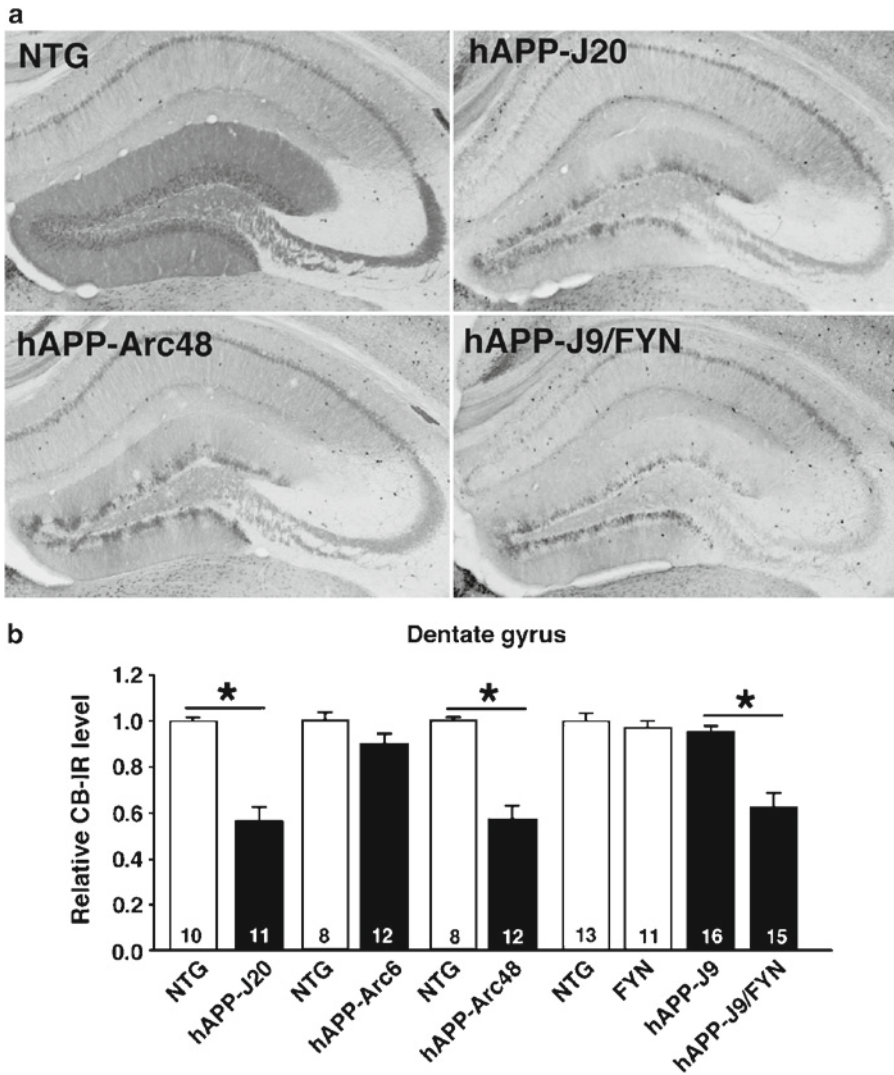 a
NTG
hAPP-J20
hAPP-Arc48
hAPP-J9/FYN
b
Dentate gyrus
Relative CB-IR level
1.2
1.0
0.8
0.6
0.4
0.2
0.0
* * *
10 11 8 12 8 12 13 11 16 15
NTG hAPP-J20 NTG hAPP-Arc6 NTG hAPP-Arc48 NTG FYN hAPP-J9 hAPP-J9/FYN